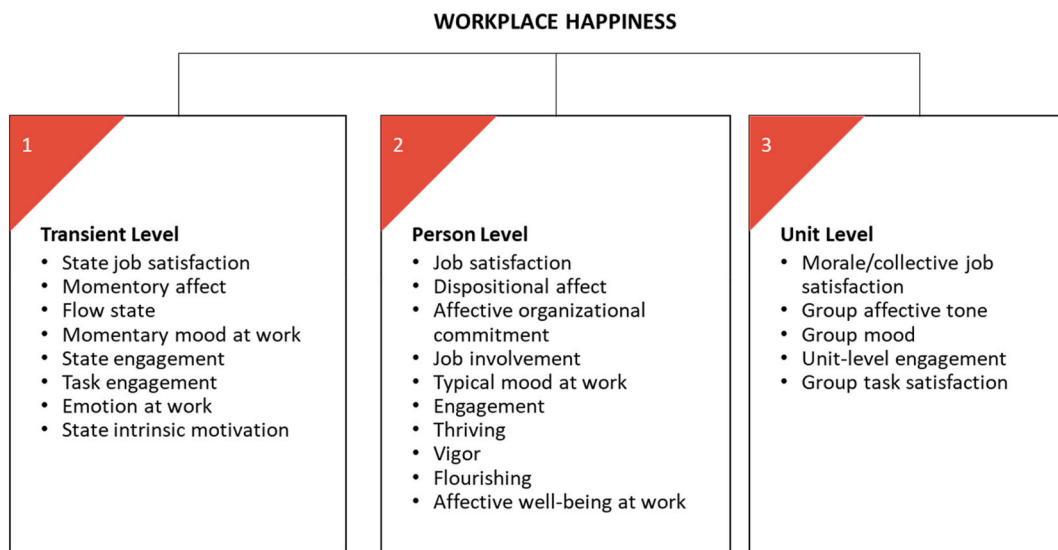 WORKPLACE HAPPINESS
1
Transient Level
• State job satisfaction
• Momentory affect
• Flow state
• Momentary mood at work
• State engagement
• Task engagement
• Emotion at work
• State intrinsic motivation
2
Person Level
• Job satisfaction
• Dispositional affect
• Affective organizational
commitment
• Job involvement
• Typical mood at work
• Engagement
• Thriving
• Vigor
• Flourishing
• Affective well-being at work
3
Unit Level
• Morale/collective job
satisfaction
• Group affective tone
• Group mood
• Unit-level engagement
• Group task satisfaction